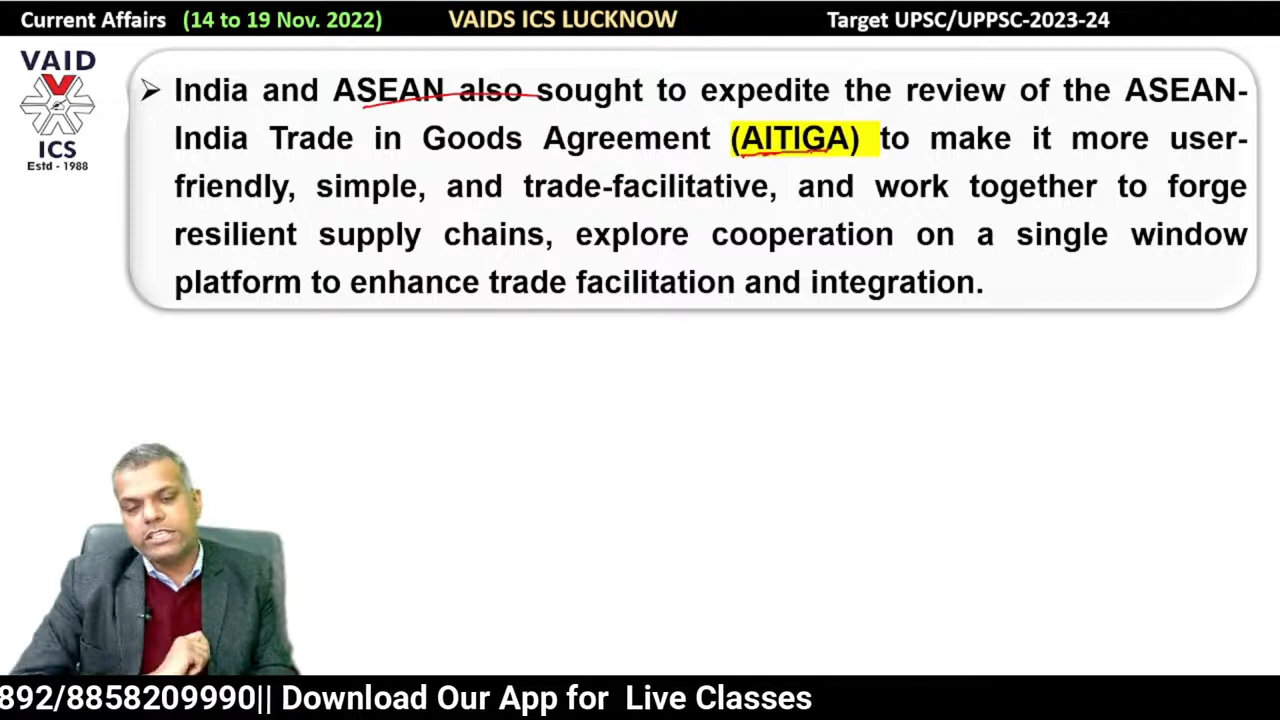 Current Affairs (14 to 19 Nov. 2022) VAIDS ICS LUCKNOW Target UPSC/UPPSC-2023-24
VAID
ICS
Estd - 1988
➢ India and ASEAN also sought to expedite the review of the ASEAN-
India Trade in Goods Agreement (AITIGA) to make it more user-
friendly, simple, and trade-facilitative, and work together to forge
resilient supply chains, explore cooperation on a single window
platform to enhance trade facilitation and integration.
892/8858209990|| Download Our App for Live Classes